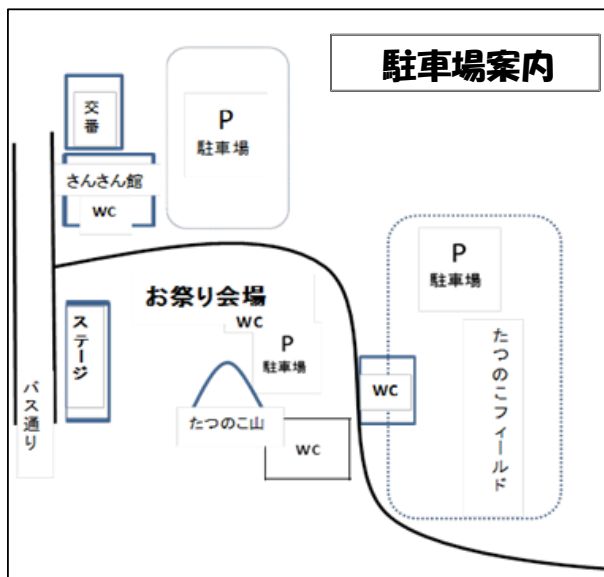 駐車場案内
交番
P
駐車場
さんさん館
WC
P
駐車場
お祭り会場
WC
ステージ
P
駐車場
たつのこフィールド
WC
バス通り
たつのこ山
WC